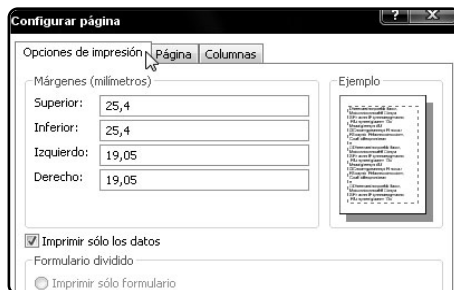 Configurar página
? X
Opciones de impresión Página Columnas
Márgenes (milímetros) Ejemplo
Superior: 25,4
Inferior: 25,4
Izquierdo: 19,05
Derecho: 19,05
Imprimir sólo los datos
Formulario dividido
Imprimir sólo formulario